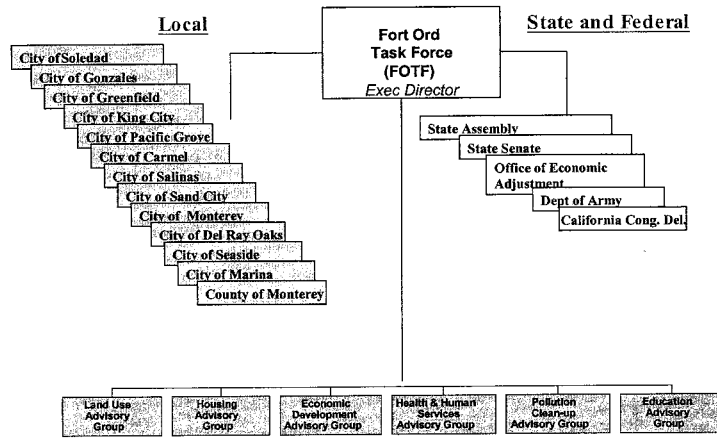 Local
Fort Ord
Task Force
(FOTF)
Exec Director
State and Federal
City of Soledad
City of Gonzales
City of Greenfield
City of King City
City of Pacific Grove
City of Carmel
City of Salinas
City of Sand City
City of Monterey
City of Del Ray Oaks
City of Seaside
City of Marina
County of Monterey
State Assembly
State Senate
Office of Economic
Adjustment
Dept of Army
California Cong. Del.
Land Use
Advisory
Group
Housing
Advisory
Group
Economic
Development
Advisory Group
Health & Human
Services
Advisory Group
Pollution
Clean-up
Advisory Group
Education
Advisory
Group